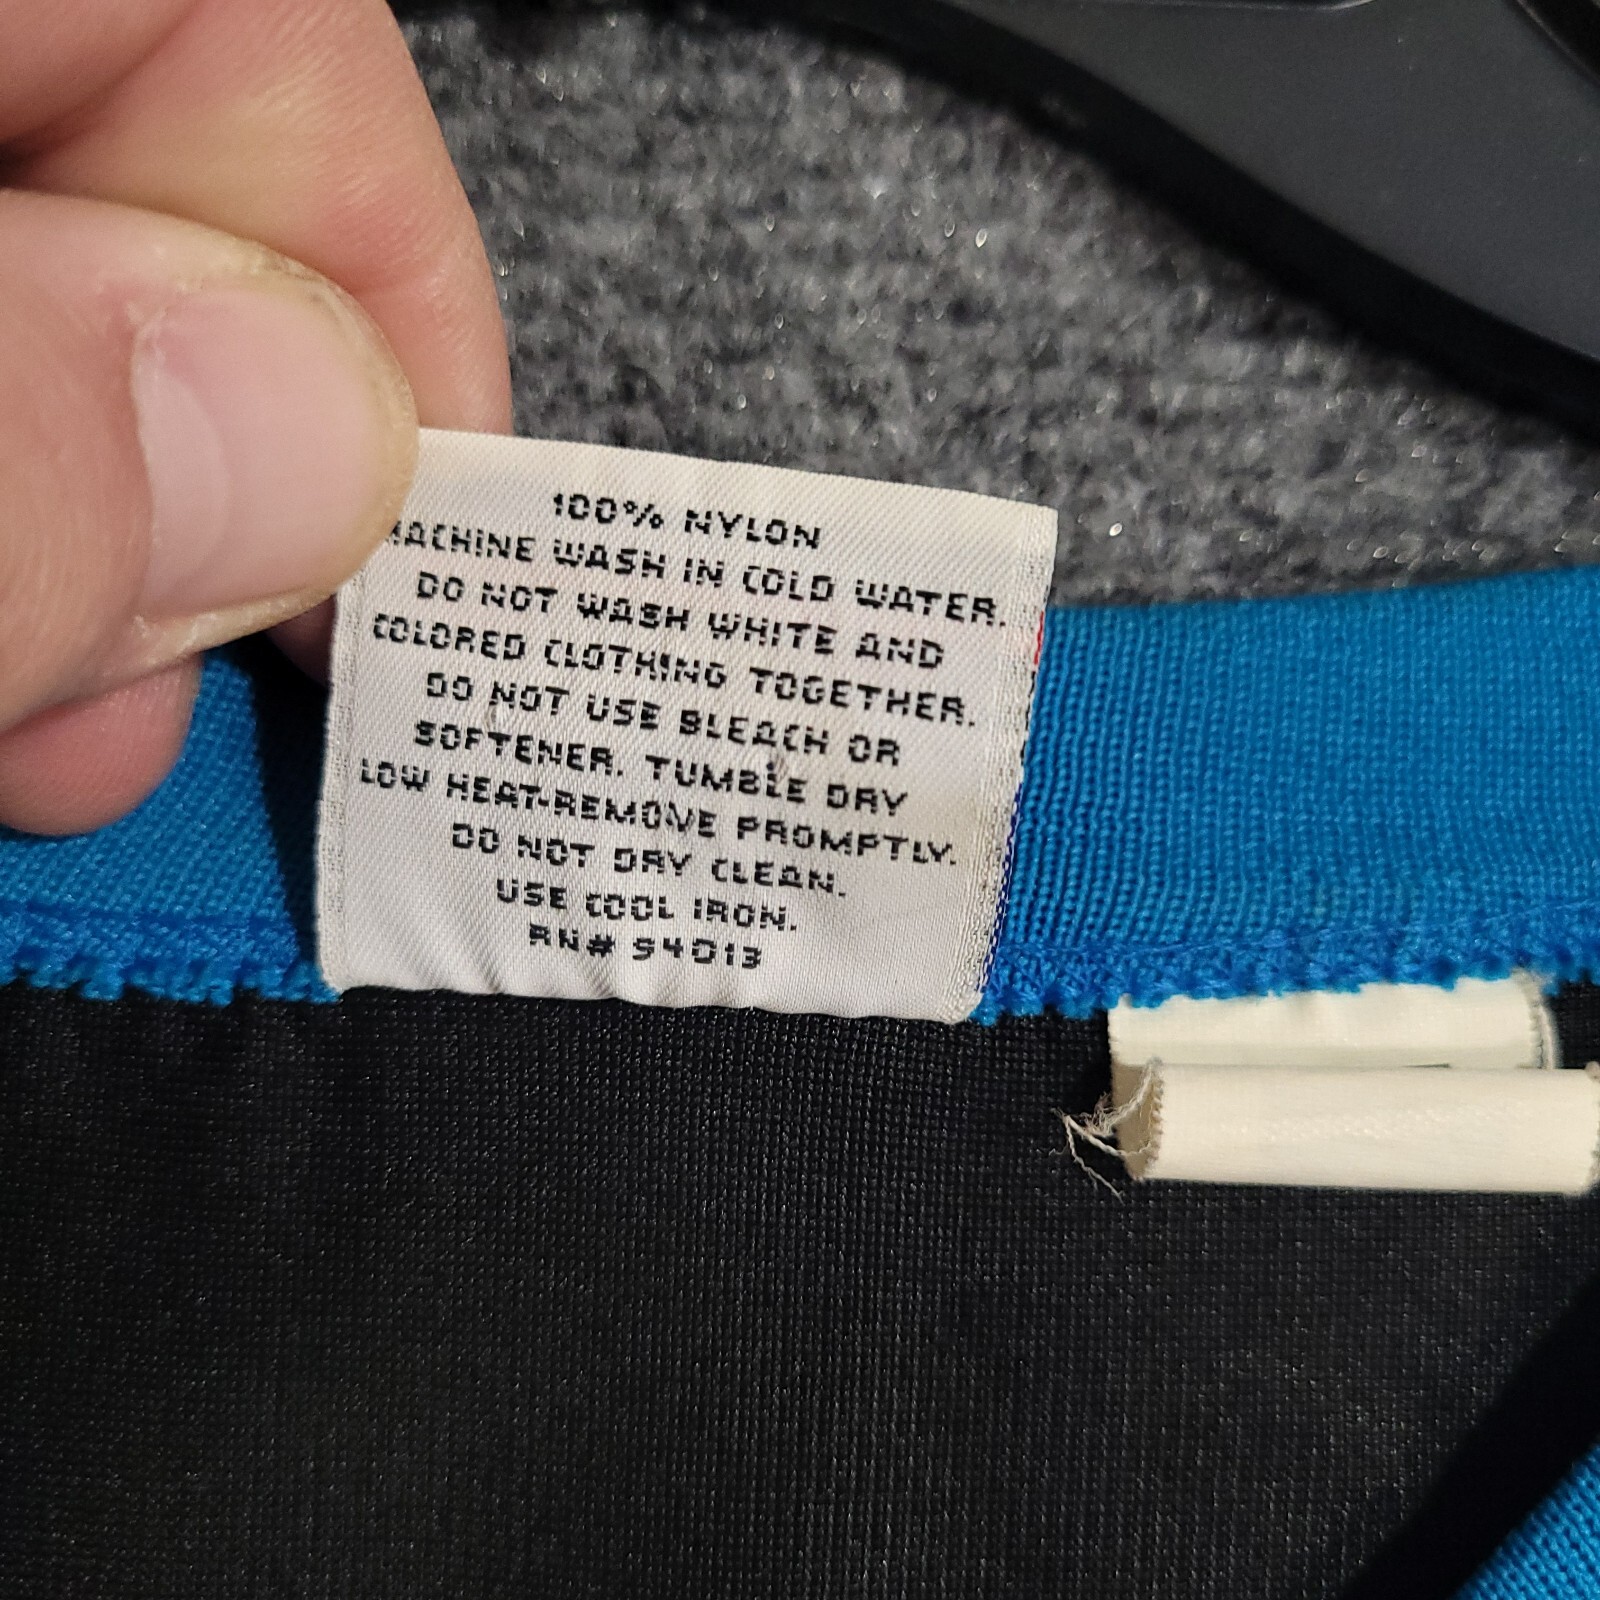 100% NYLON
MACHINE WASH IN COLD WATER.
DO NOT WASH WHITE AND
COLORED CLOTHING TOGETHER.
DO NOT USE BLEACH OR
SOFTENER. TUMBLE DRY
LOW HEAT-REMOVE PROMPTLY.
DO NOT DRY CLEAN.
USE COOL IRON.
RN# 94013